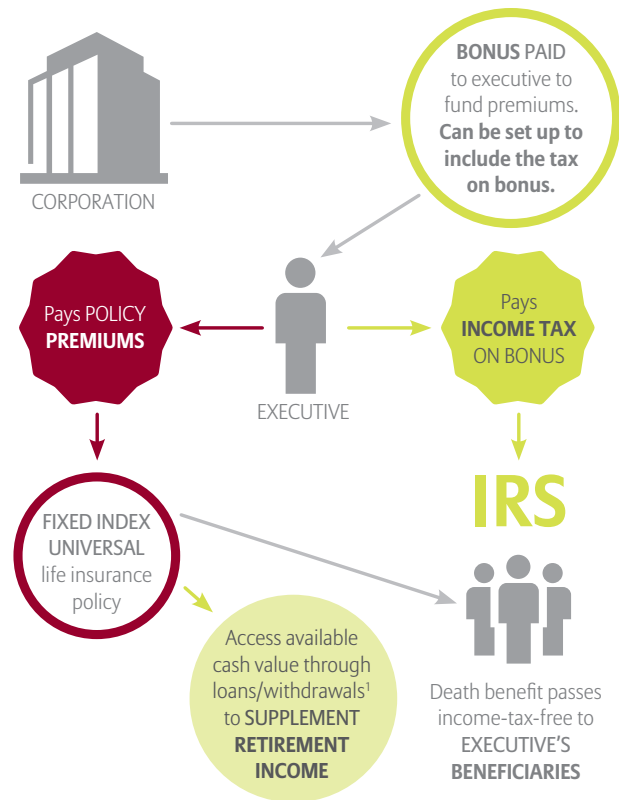 BONUS PAID
to executive to
fund premiums.
Can be set up to
include the tax
on bonus.
CORPORATION
Pays POLICY
PREMIUMS
EXECUTIVE
Pays
INCOME TAX
ON BONUS
IRS
FIXED INDEX
UNIVERSAL
life insurance
policy
Access available
cash value through
loans/withdrawals¹
to SUPPLEMENT
RETIREMENT
INCOME
Death benefit passes
income-tax-free to
EXECUTIVE'S
BENEFICIARIES